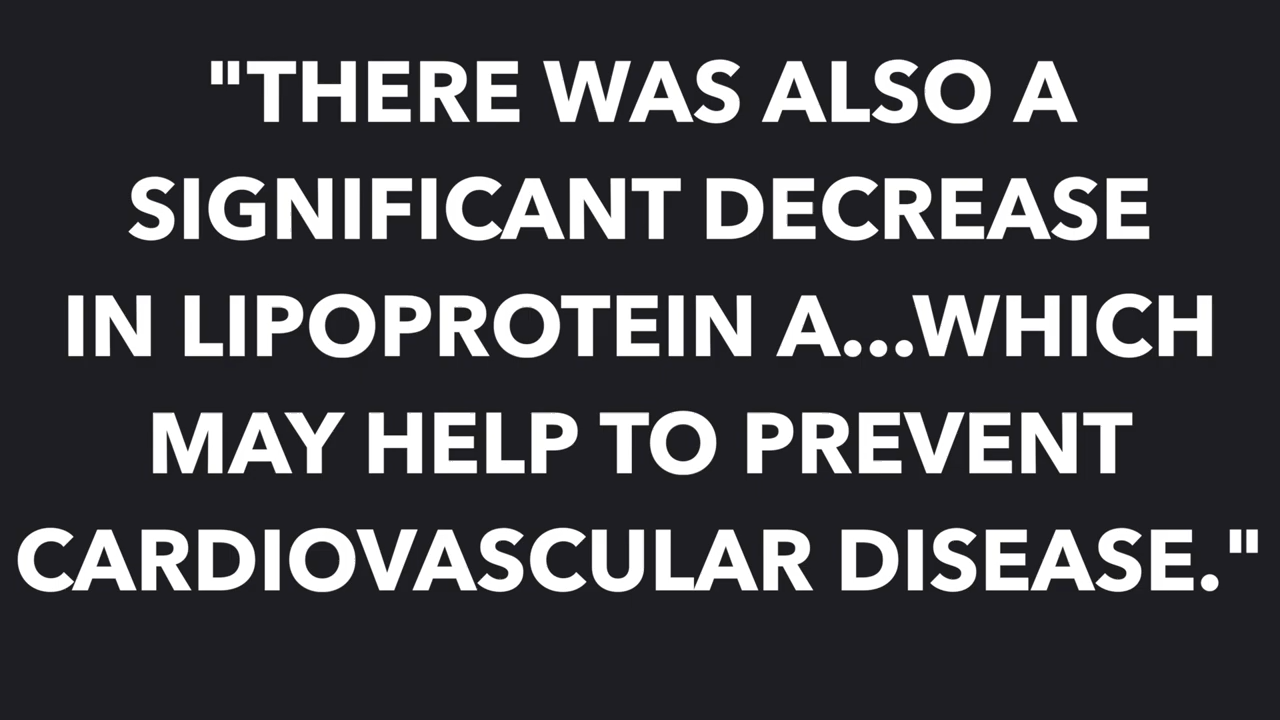 "THERE WAS ALSO A
SIGNIFICANT DECREASE
IN LIPOPROTEIN A...WHICH
MAY HELP TO PREVENT
CARDIOVASCULAR DISEASE."